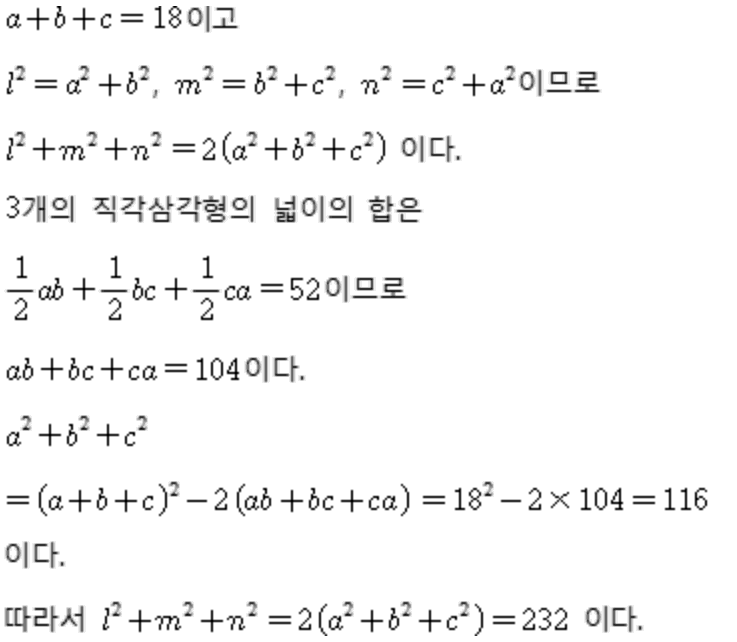 a+b+c=18이고
l²=a²+b², m²=b²+c², n²=c²+a²이므로
l²+m²+n²=2(a²+b²+c²) 이다.
3개의 직각삼각형의 넓이의 합은
1/2ab+1/2bc+1/2ca=52이므로
ab+bc+ca=104이다.
a²+b²+c²
=(a+b+c)²-2(ab+bc+ca)=18²-2×104=116
이다.
따라서 l²+m²+n²=2(a²+b²+c²)=232 이다.